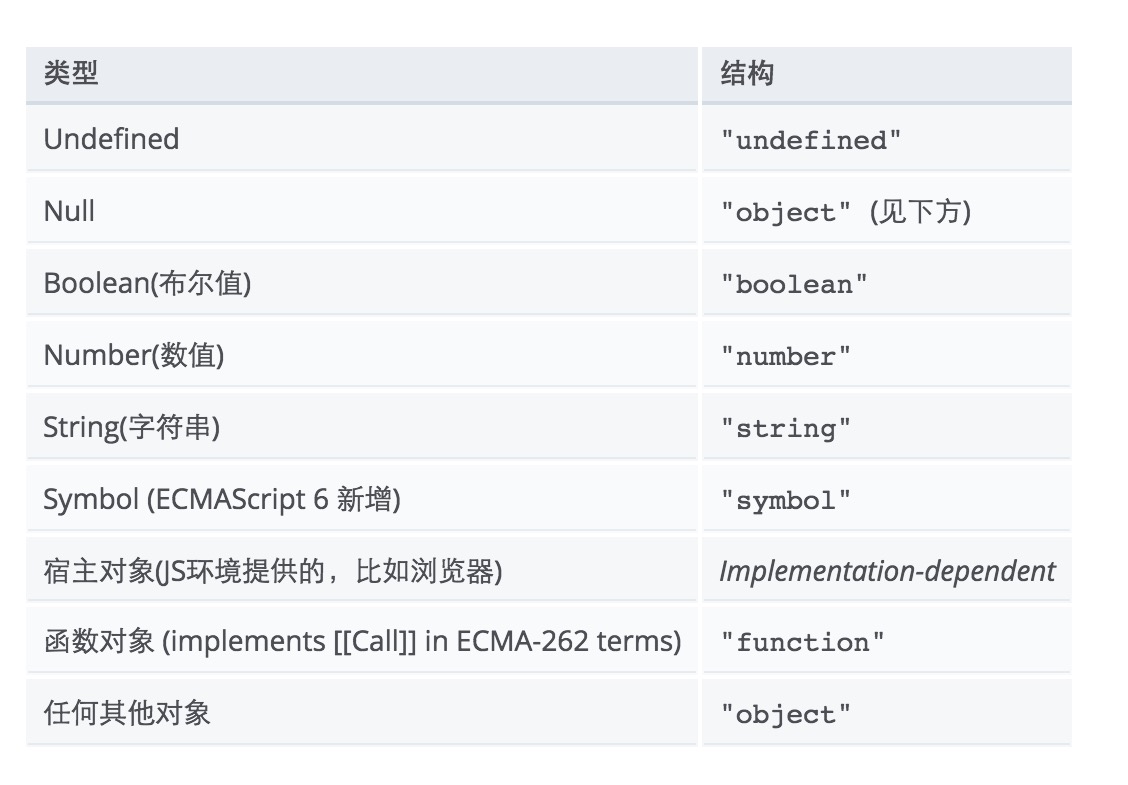 类型 结构
Undefined "undefined"
Null "object" (见下方)
Boolean(布尔值) "boolean"
Number(数值) "number"
String(字符串) "string"
Symbol (ECMAScript 6 新增) "symbol"
宿主对象(JS环境提供的，比如浏览器) Implementation-dependent
函数对象 (implements [[Call]] in ECMA-262 terms) "function"
任何其他对象 "object"